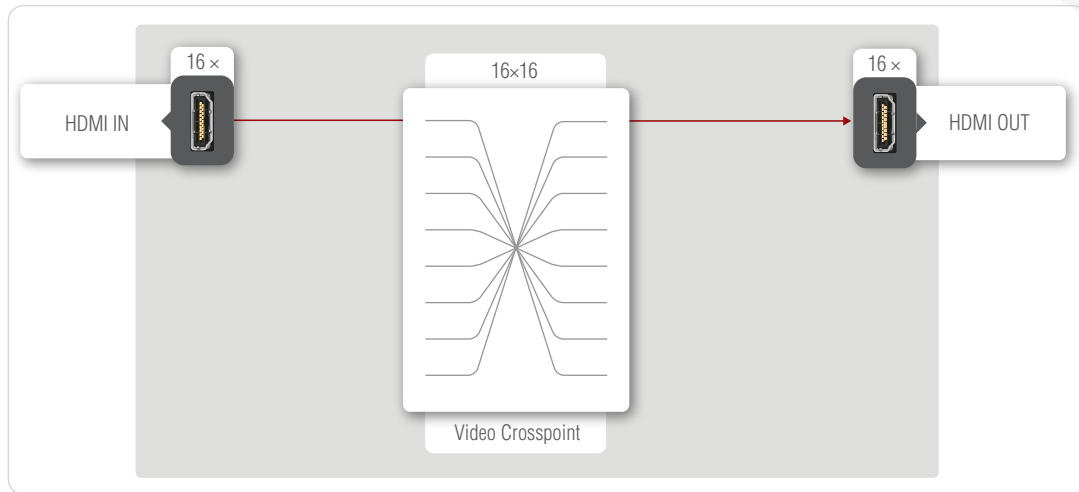 16 ×
16×16
16 ×
HDMI IN
HDMI OUT
Video Crosspoint